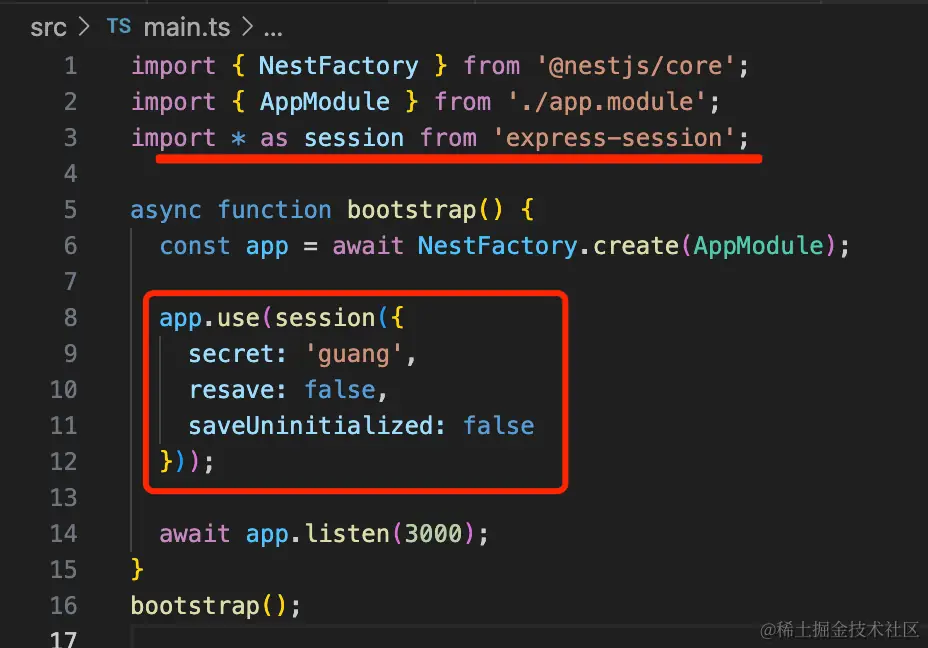 src > TS main.ts > ...
1 import { NestFactory } from '@nestjs/core';
2 import { AppModule } from './app.module';
3 import * as session from 'express-session';
4
5 async function bootstrap() {
6   const app = await NestFactory.create(AppModule);
7
8   app.use(session({
9     secret: 'guang',
10     resave: false,
11     saveUninitialized: false
12   }));
13
14   await app.listen(3000);
15 }
16 bootstrap();
17
@稀土掘金技术社区